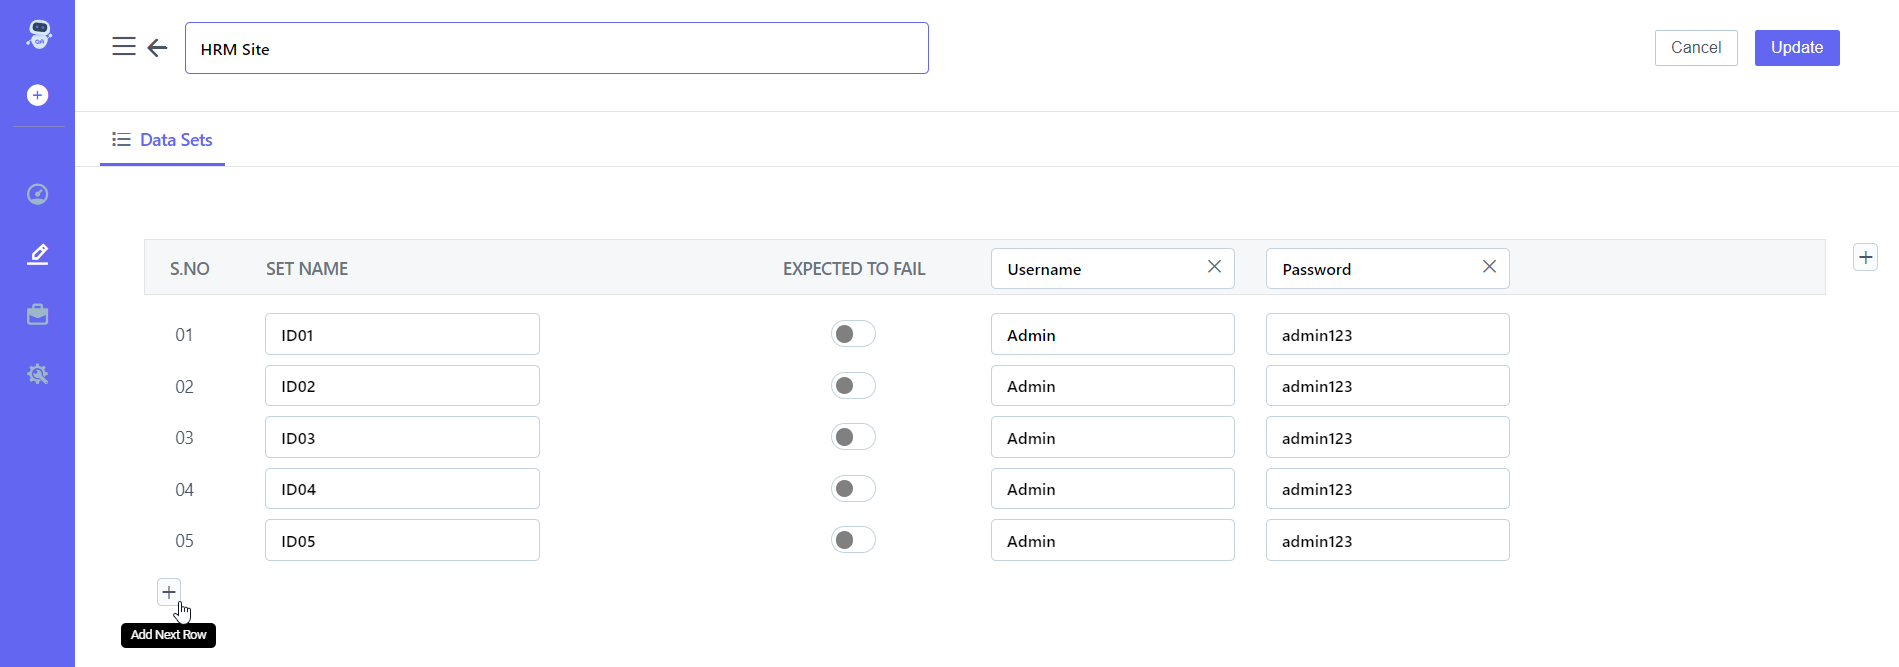 HRM Site
Cancel
Update
Data Sets
S.NO SET NAME EXPECTED TO FAIL Username Password
01 ID01 Admin admin123
02 ID02 Admin admin123
03 ID03 Admin admin123
04 ID04 Admin admin123
05 ID05 Admin admin123
Add Next Row